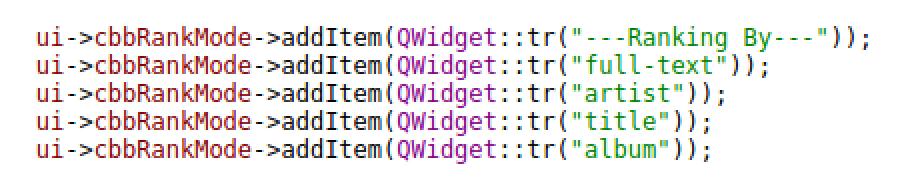 ui->cbbRankMode->addItem(QWidget::tr("---Ranking By---"));
ui->cbbRankMode->addItem(QWidget::tr("full-text"));
ui->cbbRankMode->addItem(QWidget::tr("artist"));
ui->cbbRankMode->addItem(QWidget::tr("title"));
ui->cbbRankMode->addItem(QWidget::tr("album"));